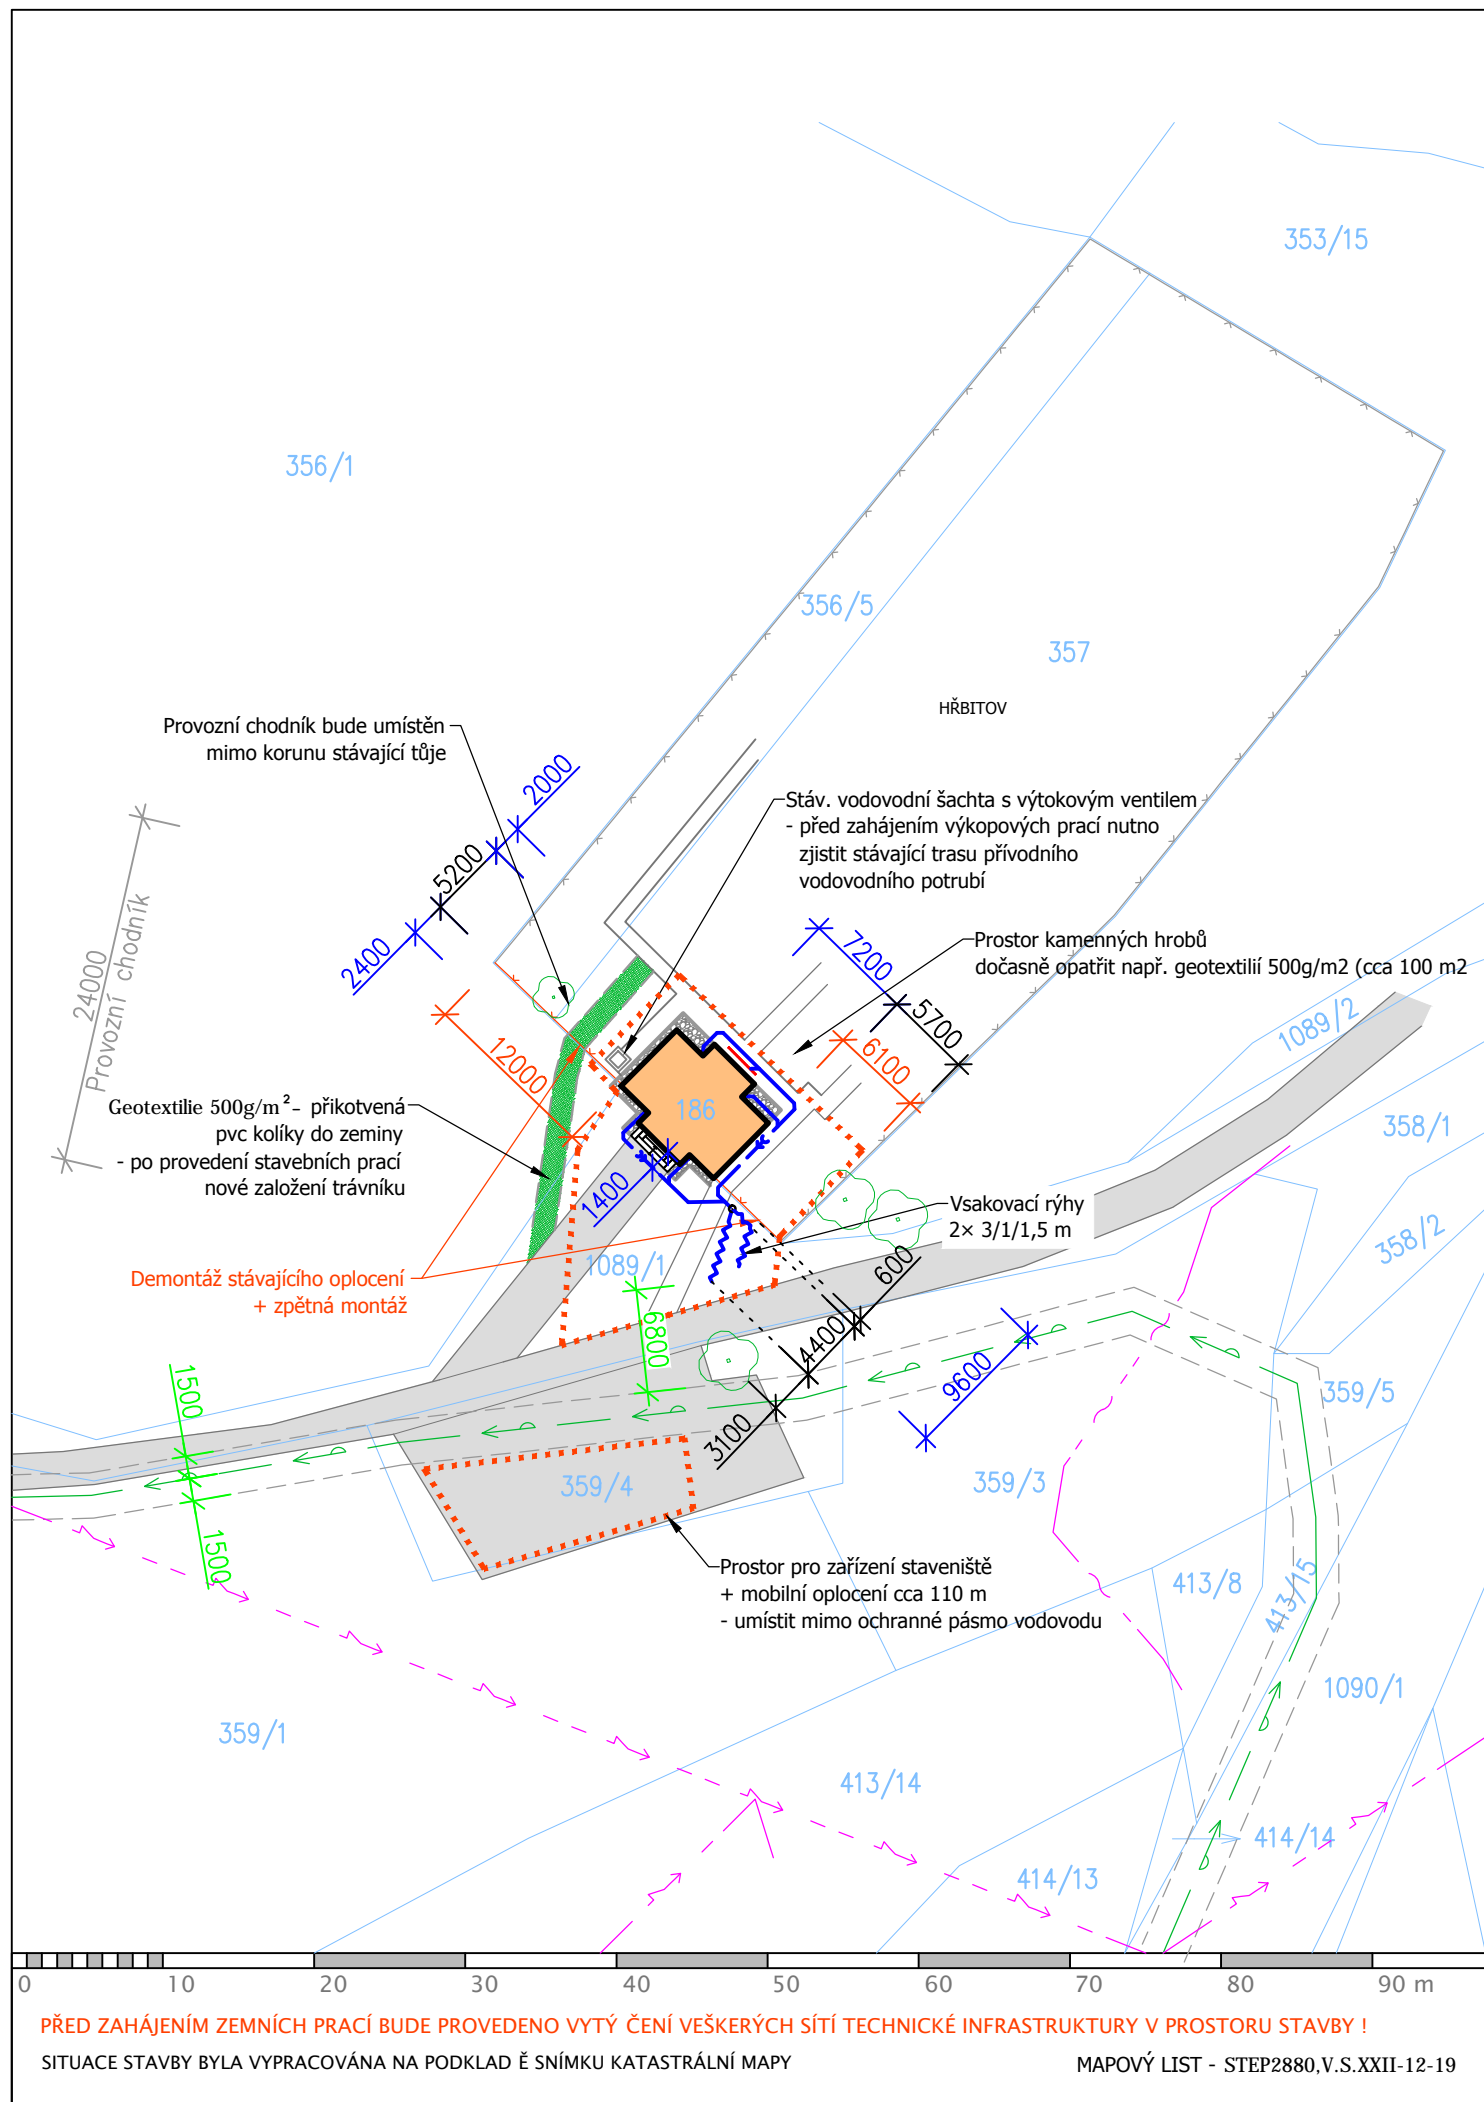 353/15
356/1
356/5
357
HŘBITOV
Provozní chodník bude umístěn
mimo korunu stávající tůje
2000
5200
2400
24000
Provozní chodník
Stáv. vodovodní šachta s výtokovým ventilem
- před zahájením výkopových prací nutno
zjistit stávající trasu přívodního
vodovodního potrubí
7200
5700
6100
Prostor kamenných hrobů
dočasně opatřit např. geotextilií 500g/m2 (cca 100 m2
12000
1089/2
Geotextilie 500g/m²- přikotvená
pvc kolíky do zeminy
- po provedení stavebních prací
nové založení trávníku
186
358/1
1400
Vsakovací rýhy
2× 3/1/1,5 m
358/2
Demontáž stávajícího oplocení
+ zpětná montáž
1089/1
600
6800
4400
9600
3100
1500
1500
359/5
359/4
359/3
Prostor pro zařízení staveniště
+ mobilní oplocení cca 110 m
- umístit mimo ochranné pásmo vodovodu
413/8
413/15
1090/1
359/1
413/14
414/14
414/13
0 10 20 30 40 50 60 70 80 90 m
PŘED ZAHÁJENÍM ZEMNÍCH PRACÍ BUDE PROVEDENO VYTÝ ČENÍ VEŠKERÝCH SÍTÍ TECHNICKÉ INFRASTRUKTURY V PROSTORU STAVBY !
SITUACE STAVBY BYLA VYPRACOVÁNA NA PODKLAD Ě SNÍMKU KATASTRÁLNÍ MAPY
MAPOVÝ LIST - STEP2880,V.S.XXII-12-19